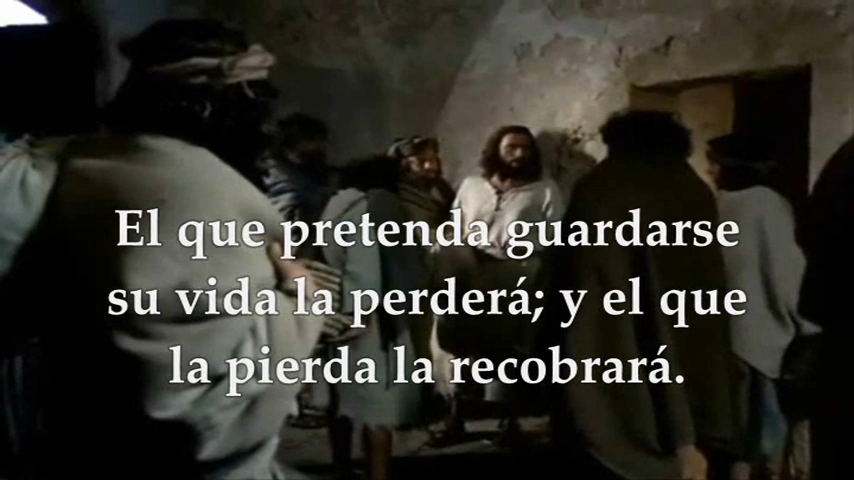 El que pretenda guardarse
su vida la perderá; y el que
la pierda la recobrará.